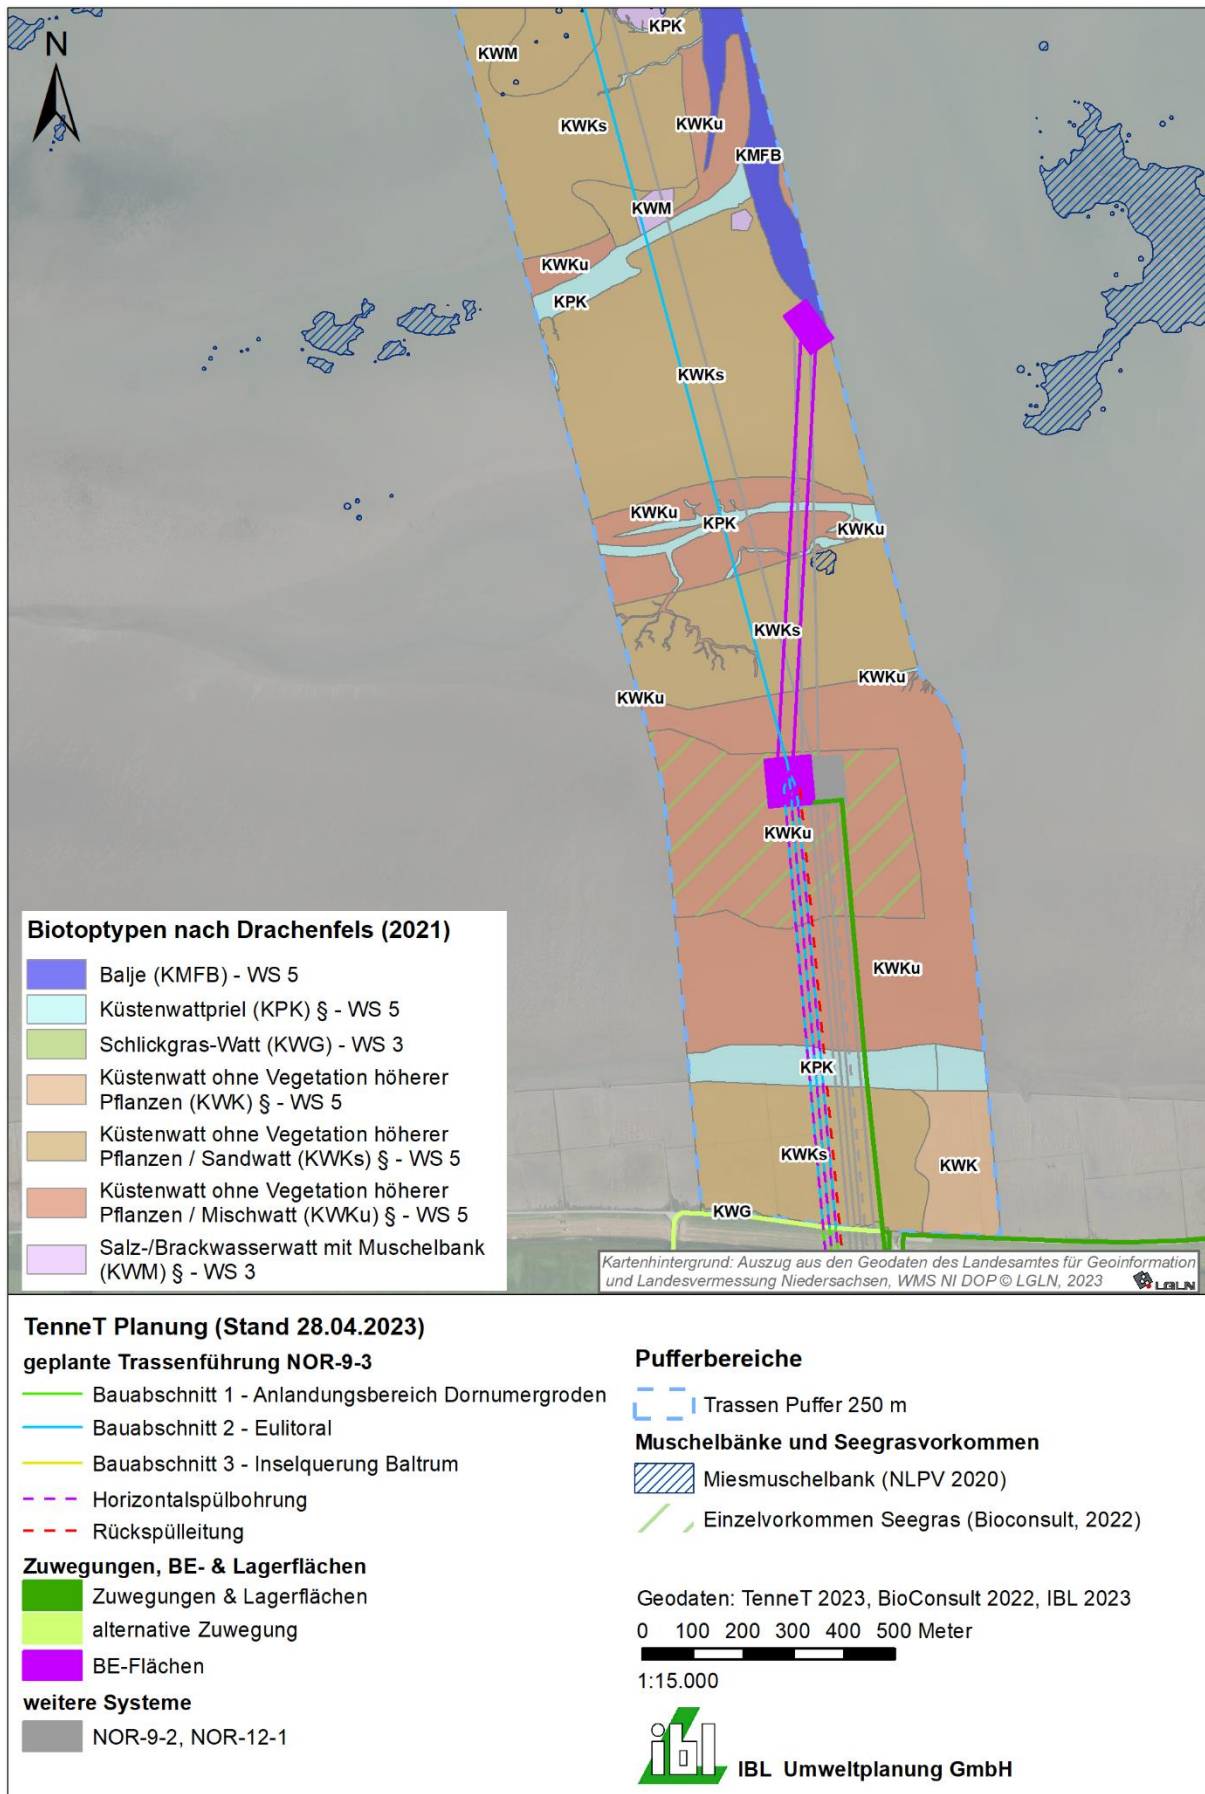 N
KPK
KWM
KWKs
KWKu
KMFB
KWM
KWKu
KPK
KWKs
KWKu
KPK
KWKu
KWKs
KWKu
KWKu
KWKu
KWKu
KPK
KWKs
KWK
KWG
Biotoptypen nach Drachenfels (2021)
Balje (KMFB) - WS 5
Küstenwattpriel (KPK) § - WS 5
Schlickgras-Watt (KWG) - WS 3
Küstenwatt ohne Vegetation höherer
Pflanzen (KWK) § - WS 5
Küstenwatt ohne Vegetation höherer
Pflanzen / Sandwatt (KWKs) § - WS 5
Küstenwatt ohne Vegetation höherer
Pflanzen / Mischwatt (KWKu) § - WS 5
Salz-/Brackwasserwatt mit Muschelbank
(KWM) § - WS 3
Kartenhintergrund: Auszug aus den Geodaten des Landesamtes für Geoinformation
und Landesvermessung Niedersachsen, WMS NI DOP © LGLN, 2023
LGLN
TenneT Planung (Stand 28.04.2023)
geplante Trassenführung NOR-9-3
Bauabschnitt 1 - Anlandungsbereich Dornumergroden
Bauabschnitt 2 - Eulitoral
Bauabschnitt 3 - Inselquerung Baltrum
Horizontalspülbohrung
Rückspülleitung
Zuwegungen, BE- & Lagerflächen
Zuwegungen & Lagerflächen
alternative Zuwegung
BE-Flächen
weitere Systeme
NOR-9-2, NOR-12-1
Pufferbereiche
Trassen Puffer 250 m
Muschelbänke und Seegrasvorkommen
Miesmuschelbank (NLPV 2020)
Einzelvorkommen Seegras (Bioconsult, 2022)
Geodaten: TenneT 2023, BioConsult 2022, IBL 2023
0 100 200 300 400 500 Meter
1:15.000
ibl IBL Umweltplanung GmbH